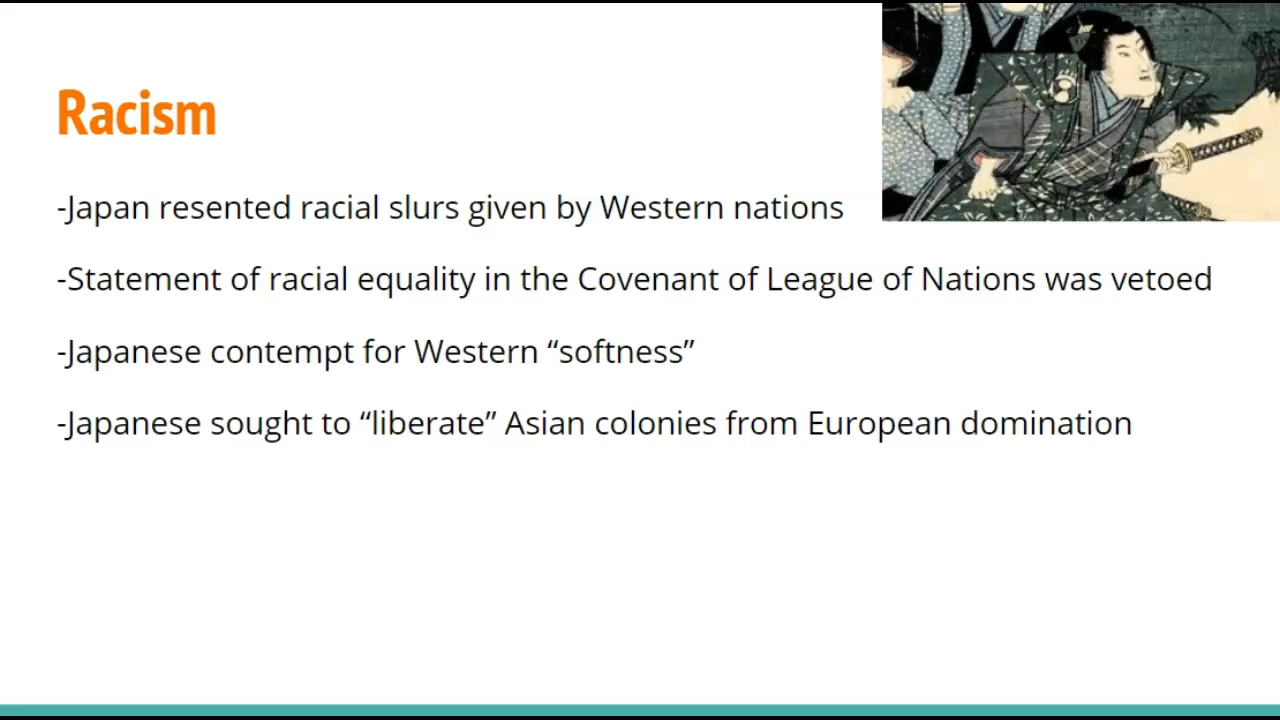 Racism
-Japan resented racial slurs given by Western nations
-Statement of racial equality in the Covenant of League of Nations was vetoed
-Japanese contempt for Western “softness”
-Japanese sought to “liberate” Asian colonies from European domination